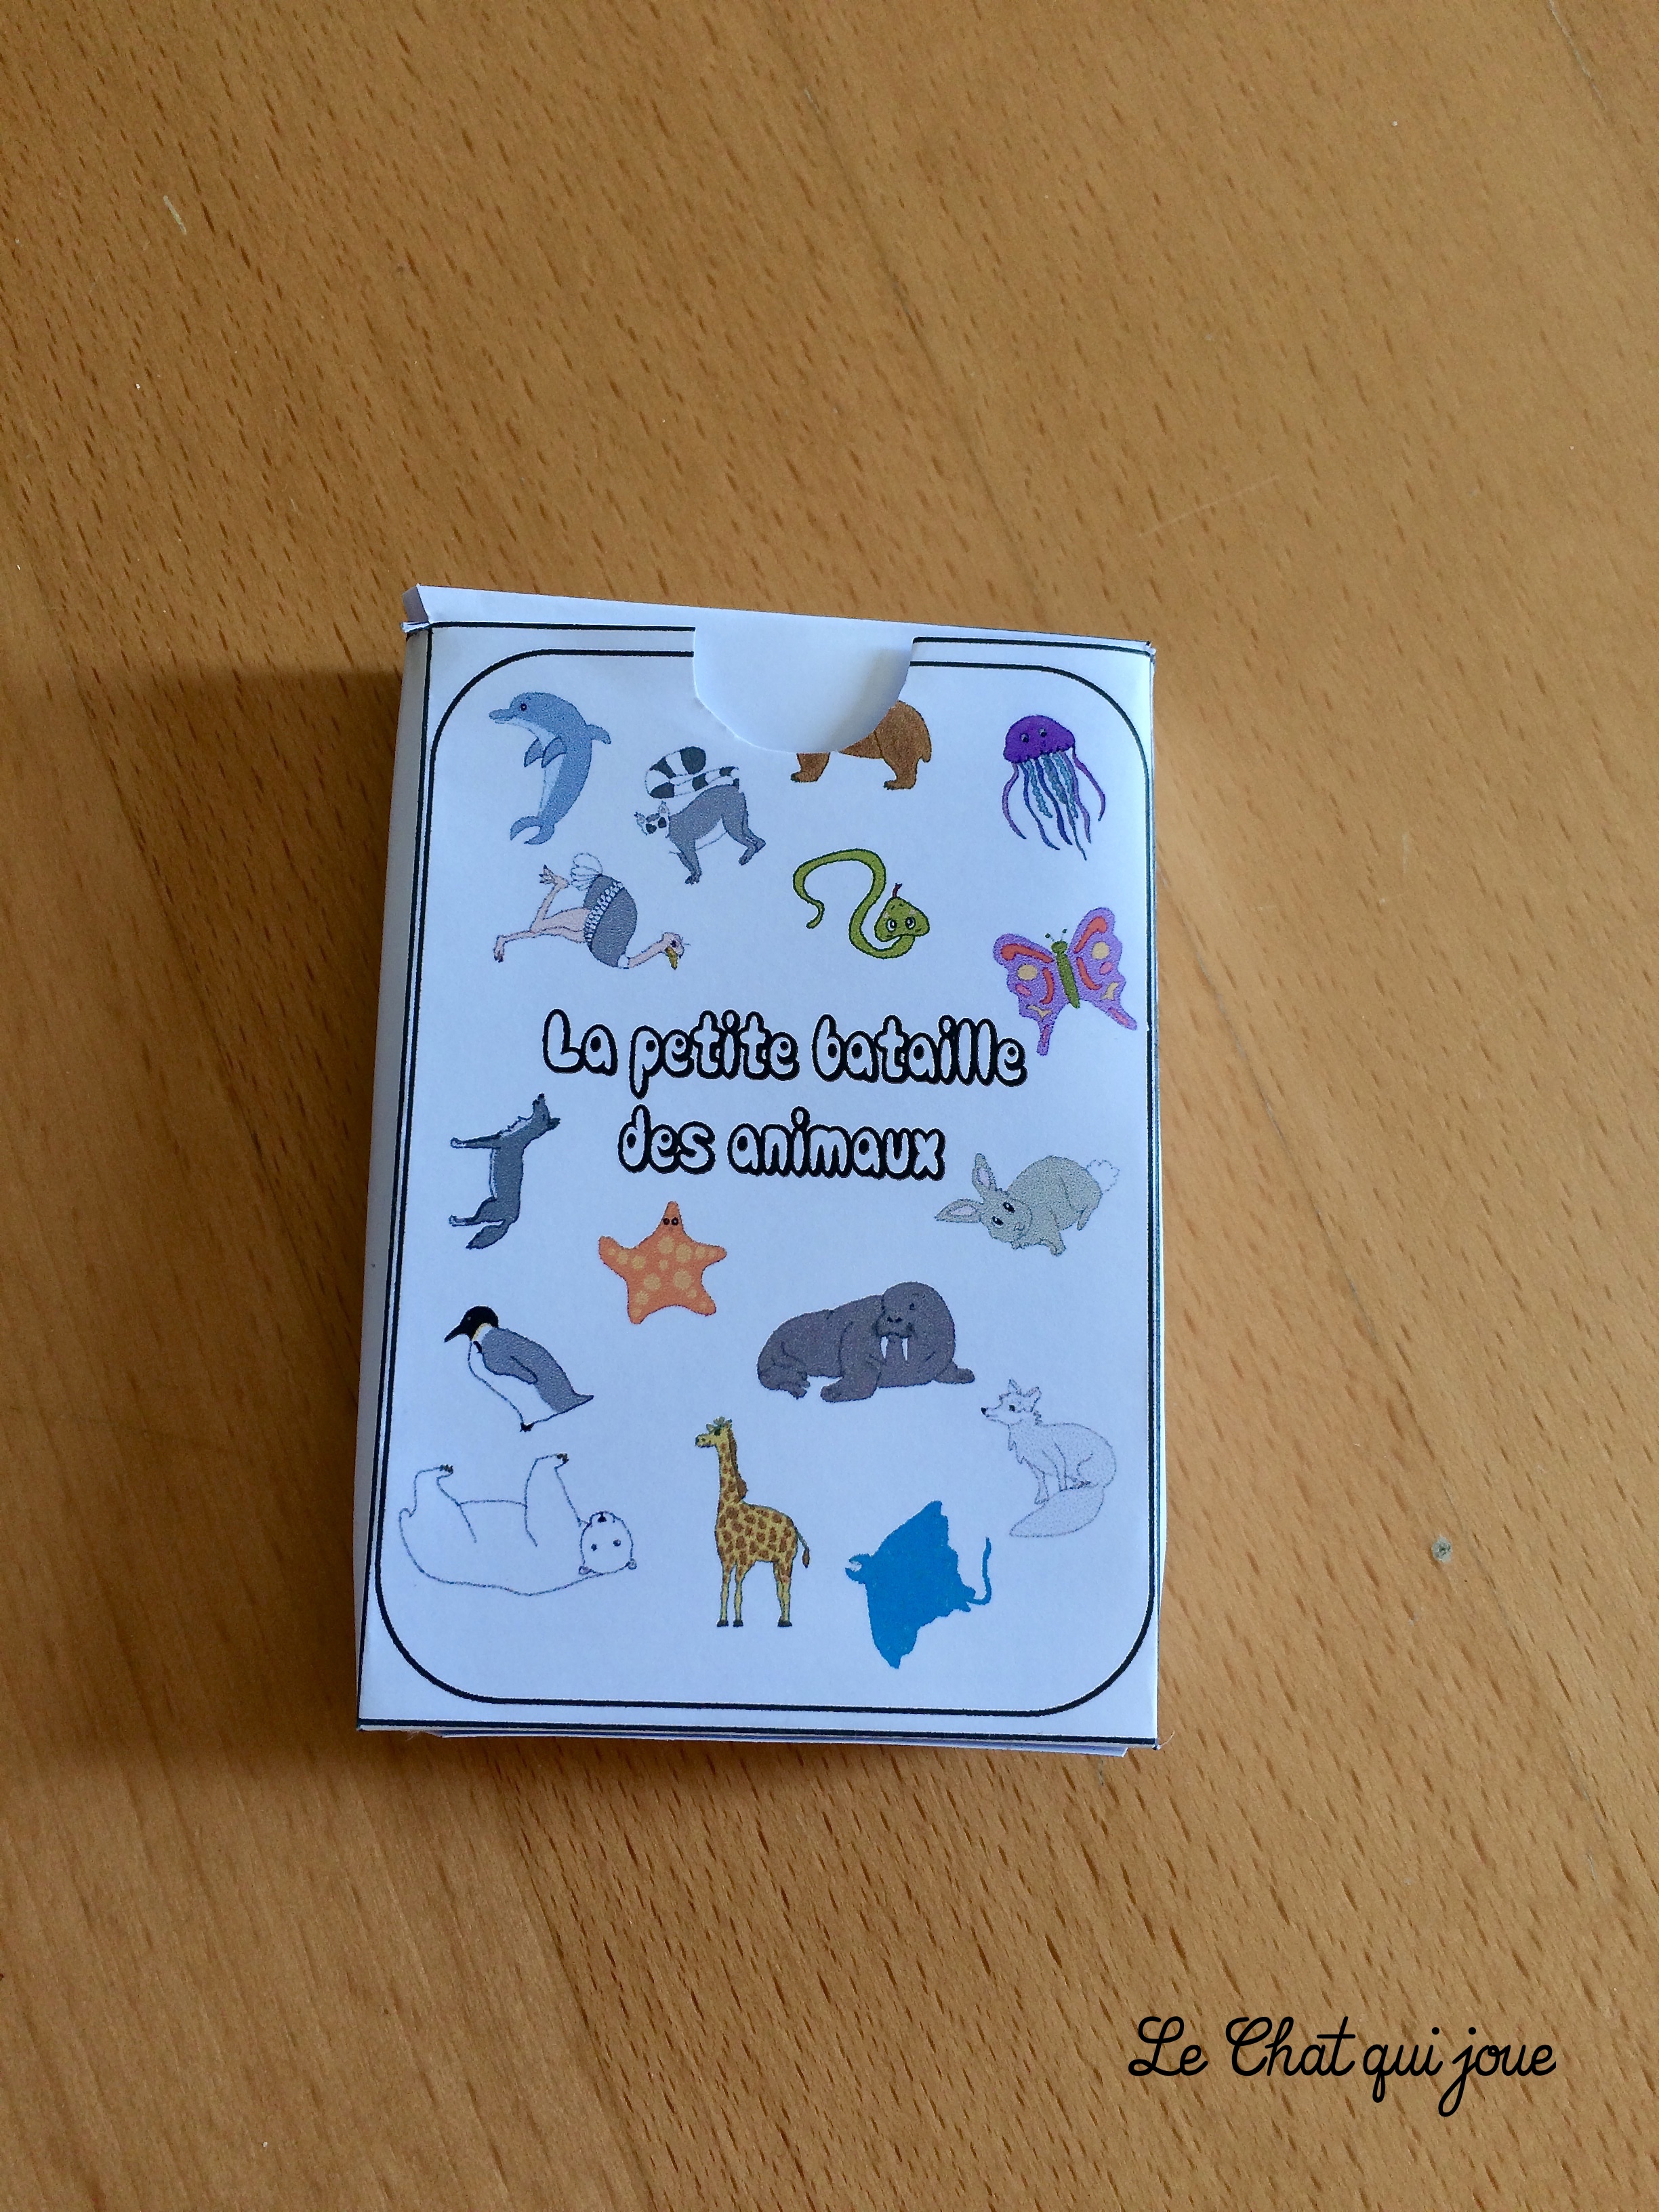 La petite bataille
des animaux
Le Chat qui joue